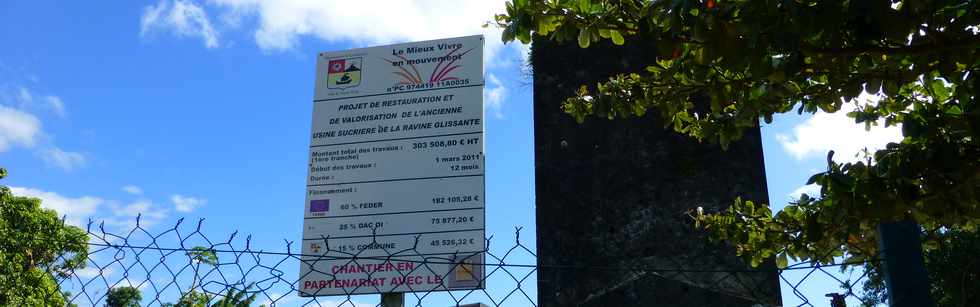 Le Mieux Vivre
en mouvement
n°PC 974419 11A0035
PROJET DE RESTAURATION ET
DE VALORISATION DE L'ANCIENNE
USINE SUCRIERE DE LA RAVINE GLISSANTE
Montant total des travaux : 303 508,80 € HT
(1ère tranche)
Début des travaux : 1 mars 2011
Durée : 12 mois
Financement :
60 % FEDER 182 105,28 €
25 % DAC OI 75 877,20 €
15 % COMMUNE 45 526,32 €
CHANTIER EN
PARTENARIAT AVEC LE